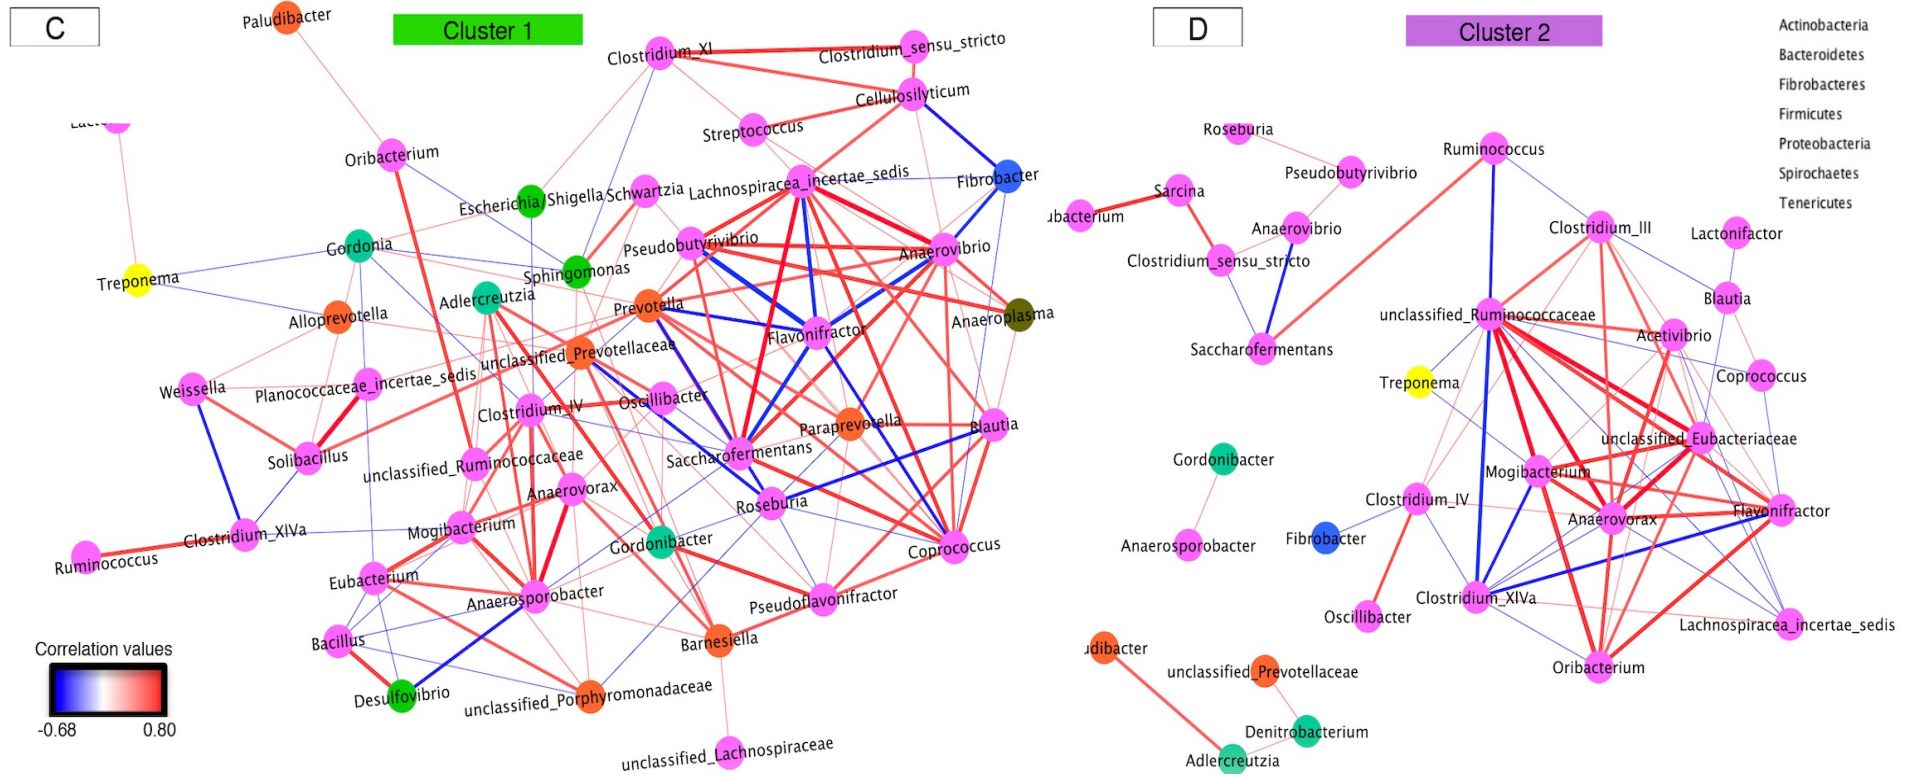 C
Cluster 1
Paludibacter
Clostridium_XI
Clostridium_sensu_stricto
Cellulosilyticum
Streptococcus
Oribacterium
Lachnospiracea_incertae_sedis
Fibrobacter
Escherichia/Shigella
Schwartzia
Gordonia
Pseudobutyrivibrio
Anaerovibrio
Treponema
Sphingomonas
Adlercreutzia
Prevotella
Alloprevotella
Flavonifractor
Anaeroplasma
unclassified_Prevotellaceae
Weissella
Planococcaceae_incertae_sedis
Clostridium_IV
Oscillibacter
Paraprevotella
Blautia
Solibacillus
unclassified_Ruminococcaceae
Saccharofermentans
Anaerovorax
Roseburia
Mogibacterium
Clostridium_XIVa
Gordonibacter
Coprococcus
Ruminococcus
Eubacterium
Anaerosporobacter
Pseudoflavonifractor
Bacillus
Barnesiella
Desulfovibrio
unclassified_Porphyromonadaceae
unclassified_Lachnospiraceae
Correlation values
-0.68 0.80
D
Cluster 2
Actinobacteria
Bacteroidetes
Fibrobacteres
Firmicutes
Proteobacteria
Spirochaetes
Tenericutes
Roseburia
Ruminococcus
Pseudobutyrivibrio
Sarcina
ubacterium
Anaerovibrio
Clostridium_III
Lactonifactor
Clostridium_sensu_stricto
Blautia
unclassified_Ruminococcaceae
Acetivibrio
Saccharofermentans
Treponema
Coprococcus
unclassified_Eubacteriaceae
Gordonibacter
Mogibacterium
Clostridium_IV
Flavonifractor
Anaerovorax
Fibrobacter
Anaerosporobacter
Clostridium_XIVa
Oscillibacter
Lachnospiracea_incertae_sedis
udibacter
unclassified_Prevotellaceae
Oribacterium
Denitrobacterium
Adlercreutzia